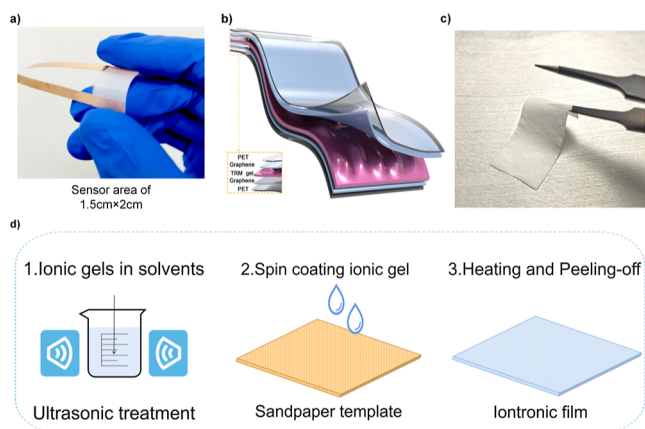 a)
Sensor area of
1.5cm×2cm
b)
PET
Graphene
TRM gel
Graphene
PET
c)
d)
1.Ionic gels in solvents
2.Spin coating ionic gel
3.Heating and Peeling-off
Ultrasonic treatment
Sandpaper template
Iontronic film